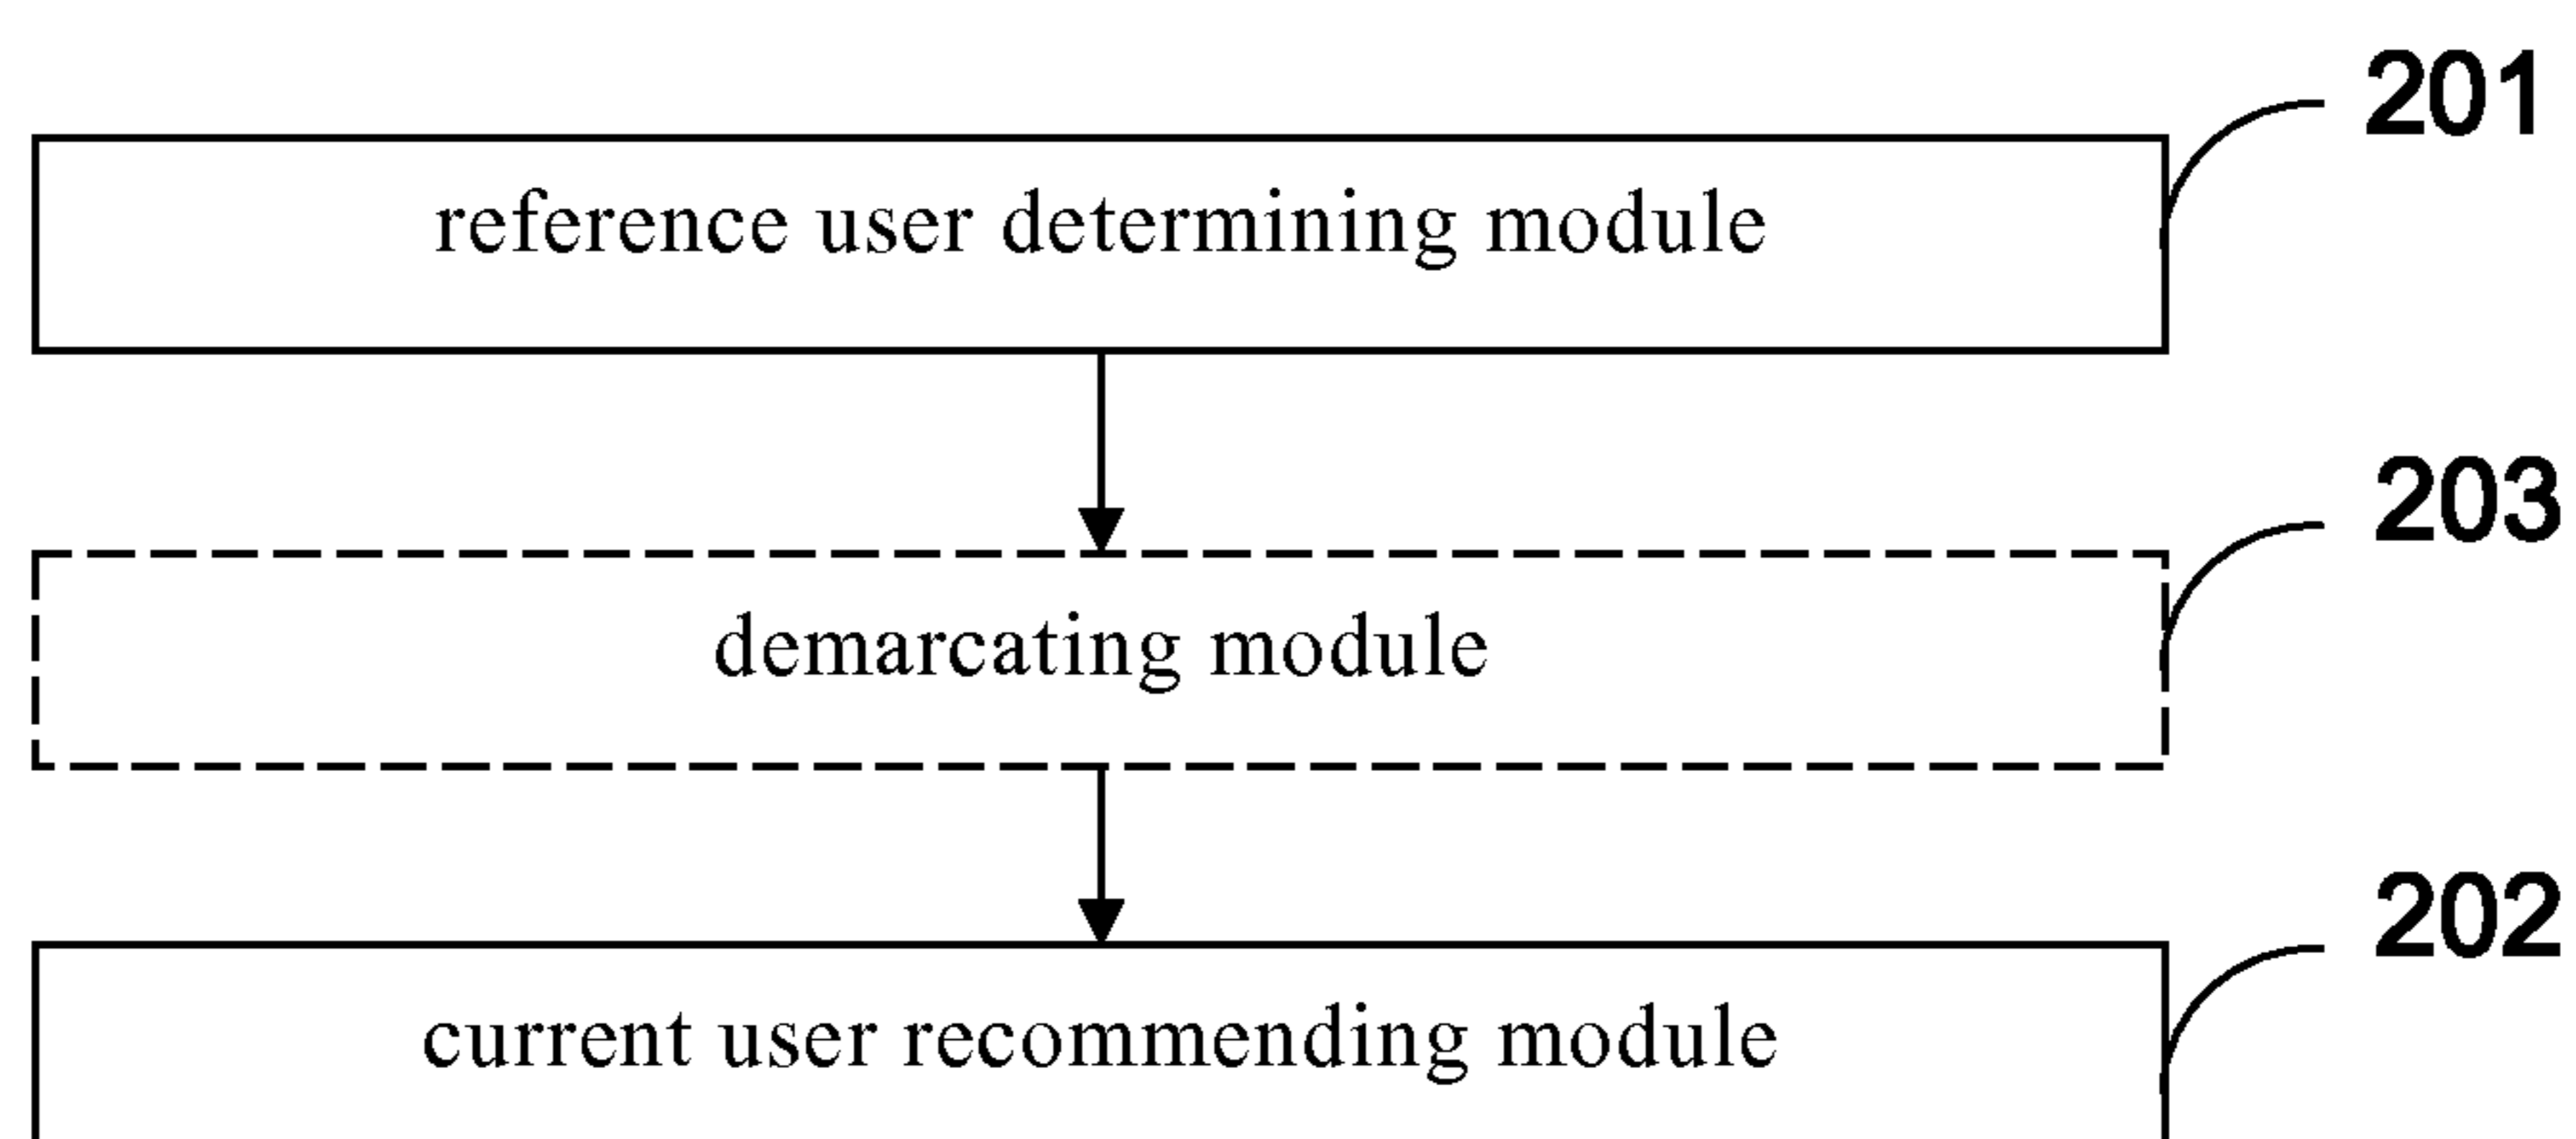 201
reference user determining module
203
demarcating module
202
current user recommending module